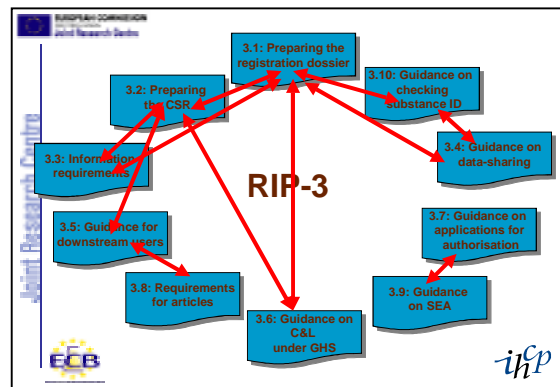 EUROPEAN COMMISSION
Joint Research Centre
Joint Research Centre
3.1: Preparing the
registration dossier
3.2: Preparing
the CSR
3.10: Guidance on
checking
substance ID
3.3: Information
requirements
3.4: Guidance on
data-sharing
RIP-3
3.5: Guidance for
downstream users
3.7: Guidance on
applications for
authorisation
3.8: Requirements
for articles
3.6: Guidance on
C&L
under GHS
3.9: Guidance
on SEA
ECB
ihcp